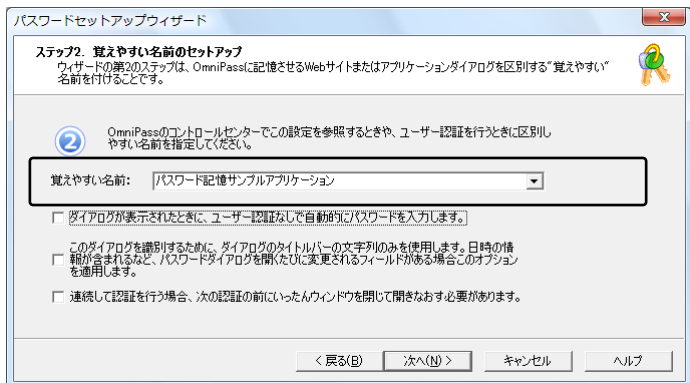 パスワードセットアップウィザード
ステップ2. 覚えやすい名前のセットアップ
ウィザードの第2のステップは、OmniPassに記憶させるWebサイトまたはアプリケーションダイアログを区別する"覚えやすい"
名前を付けることです。
2
OmniPassのコントロールセンターでこの設定を参照するときや、ユーザー認証を行うときに区別し
やすい名前を指定してください。
覚えやすい名前: パスワード記憶サンプルアプリケーション
ダイアログが表示されたときに、ユーザー認証なしで自動的にパスワードを入力します。
このダイアログを識別するために、ダイアログのタイトルバーの文字列のみを使用します。日時の情
報が含まれるなど、パスワードダイアログを開くたびに変更されるフィールドがある場合このオプション
を適用します。
連続して認証を行う場合、次の認証の前にいったんウィンドウを閉じて開きなおす必要があります。
< 戻る(B) 次へ(N) > キャンセル ヘルプ